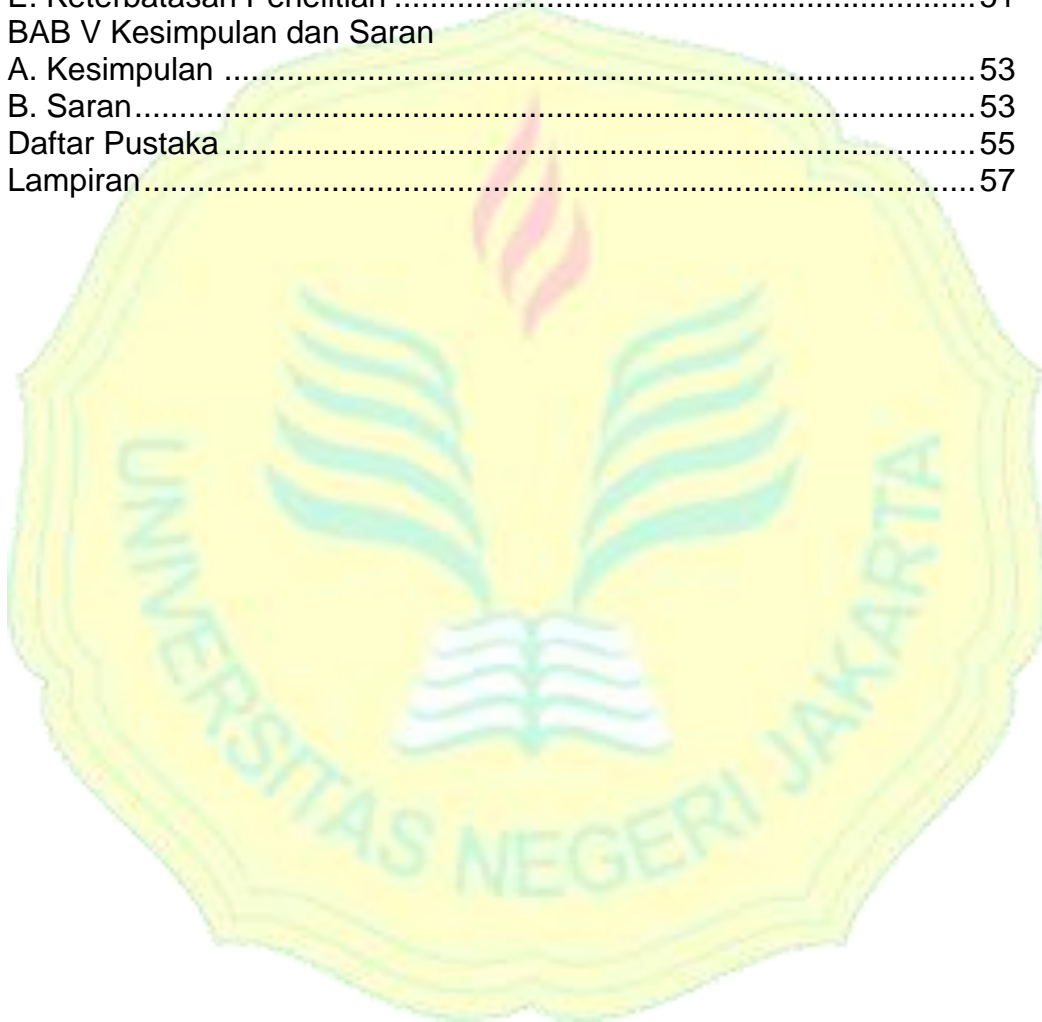 E. Keterbatasan Penelitian ................................................................. 51
BAB V Kesimpulan dan Saran
A. Kesimpulan .................................................................................... 53
B. Saran .............................................................................................. 53
Daftar Pustaka .................................................................................... 55
Lampiran ............................................................................................. 57
UNIVERSITAS NEGERI JAKARTA